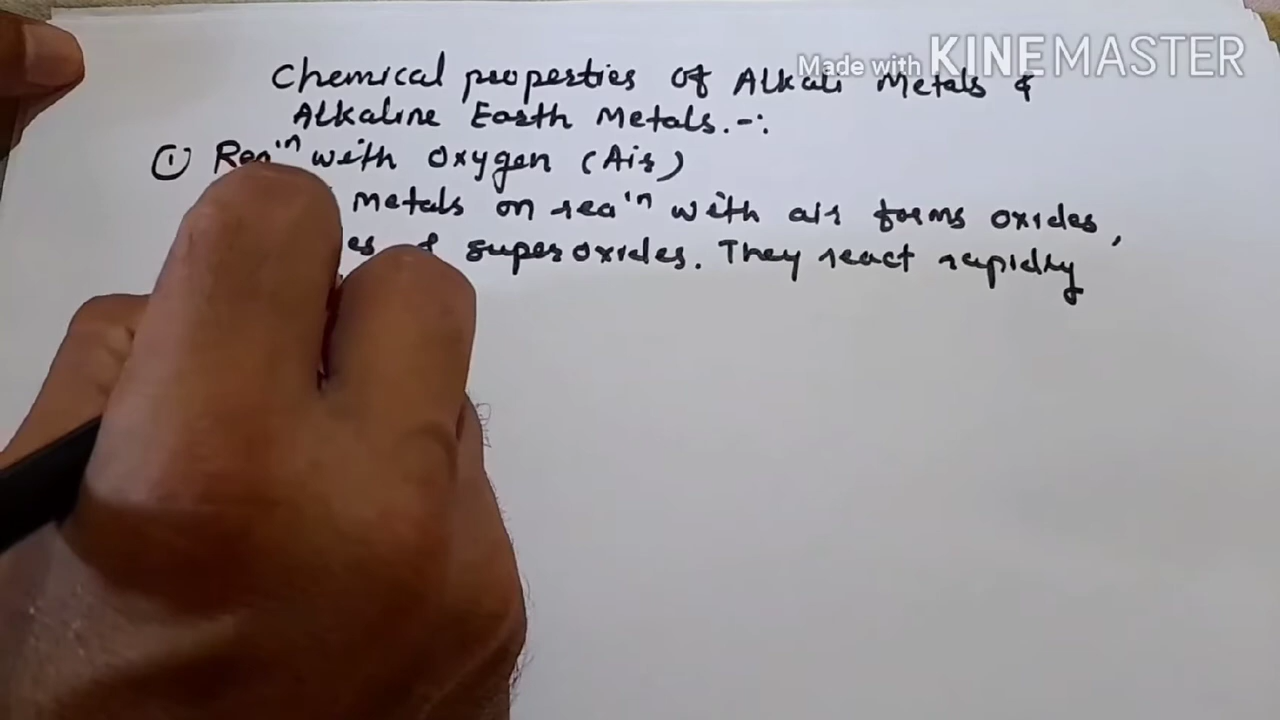 Made with KINEMASTER
Chemical properties of Alkali Metals &
Alkaline Earth Metals.-:
① Rea'n with Oxygen (Air)
metals on rea'n with air forms oxides,
superoxides. They react rapidly